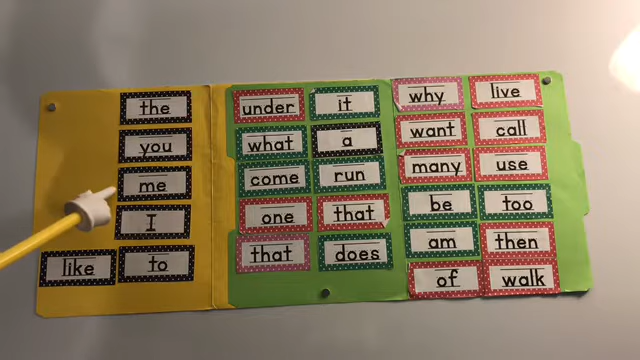 the
you
me
I
like to
under it
what a
come run
one that
that does
why live
want call
many use
be too
am then
of walk